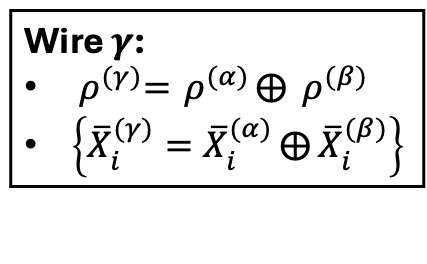 Wire γ:
• ρ^(γ) = ρ^(α) ⊕ ρ^(β)
• {X̄_i^(γ) = X̄_i^(α) ⊕ X̄_i^(β)}